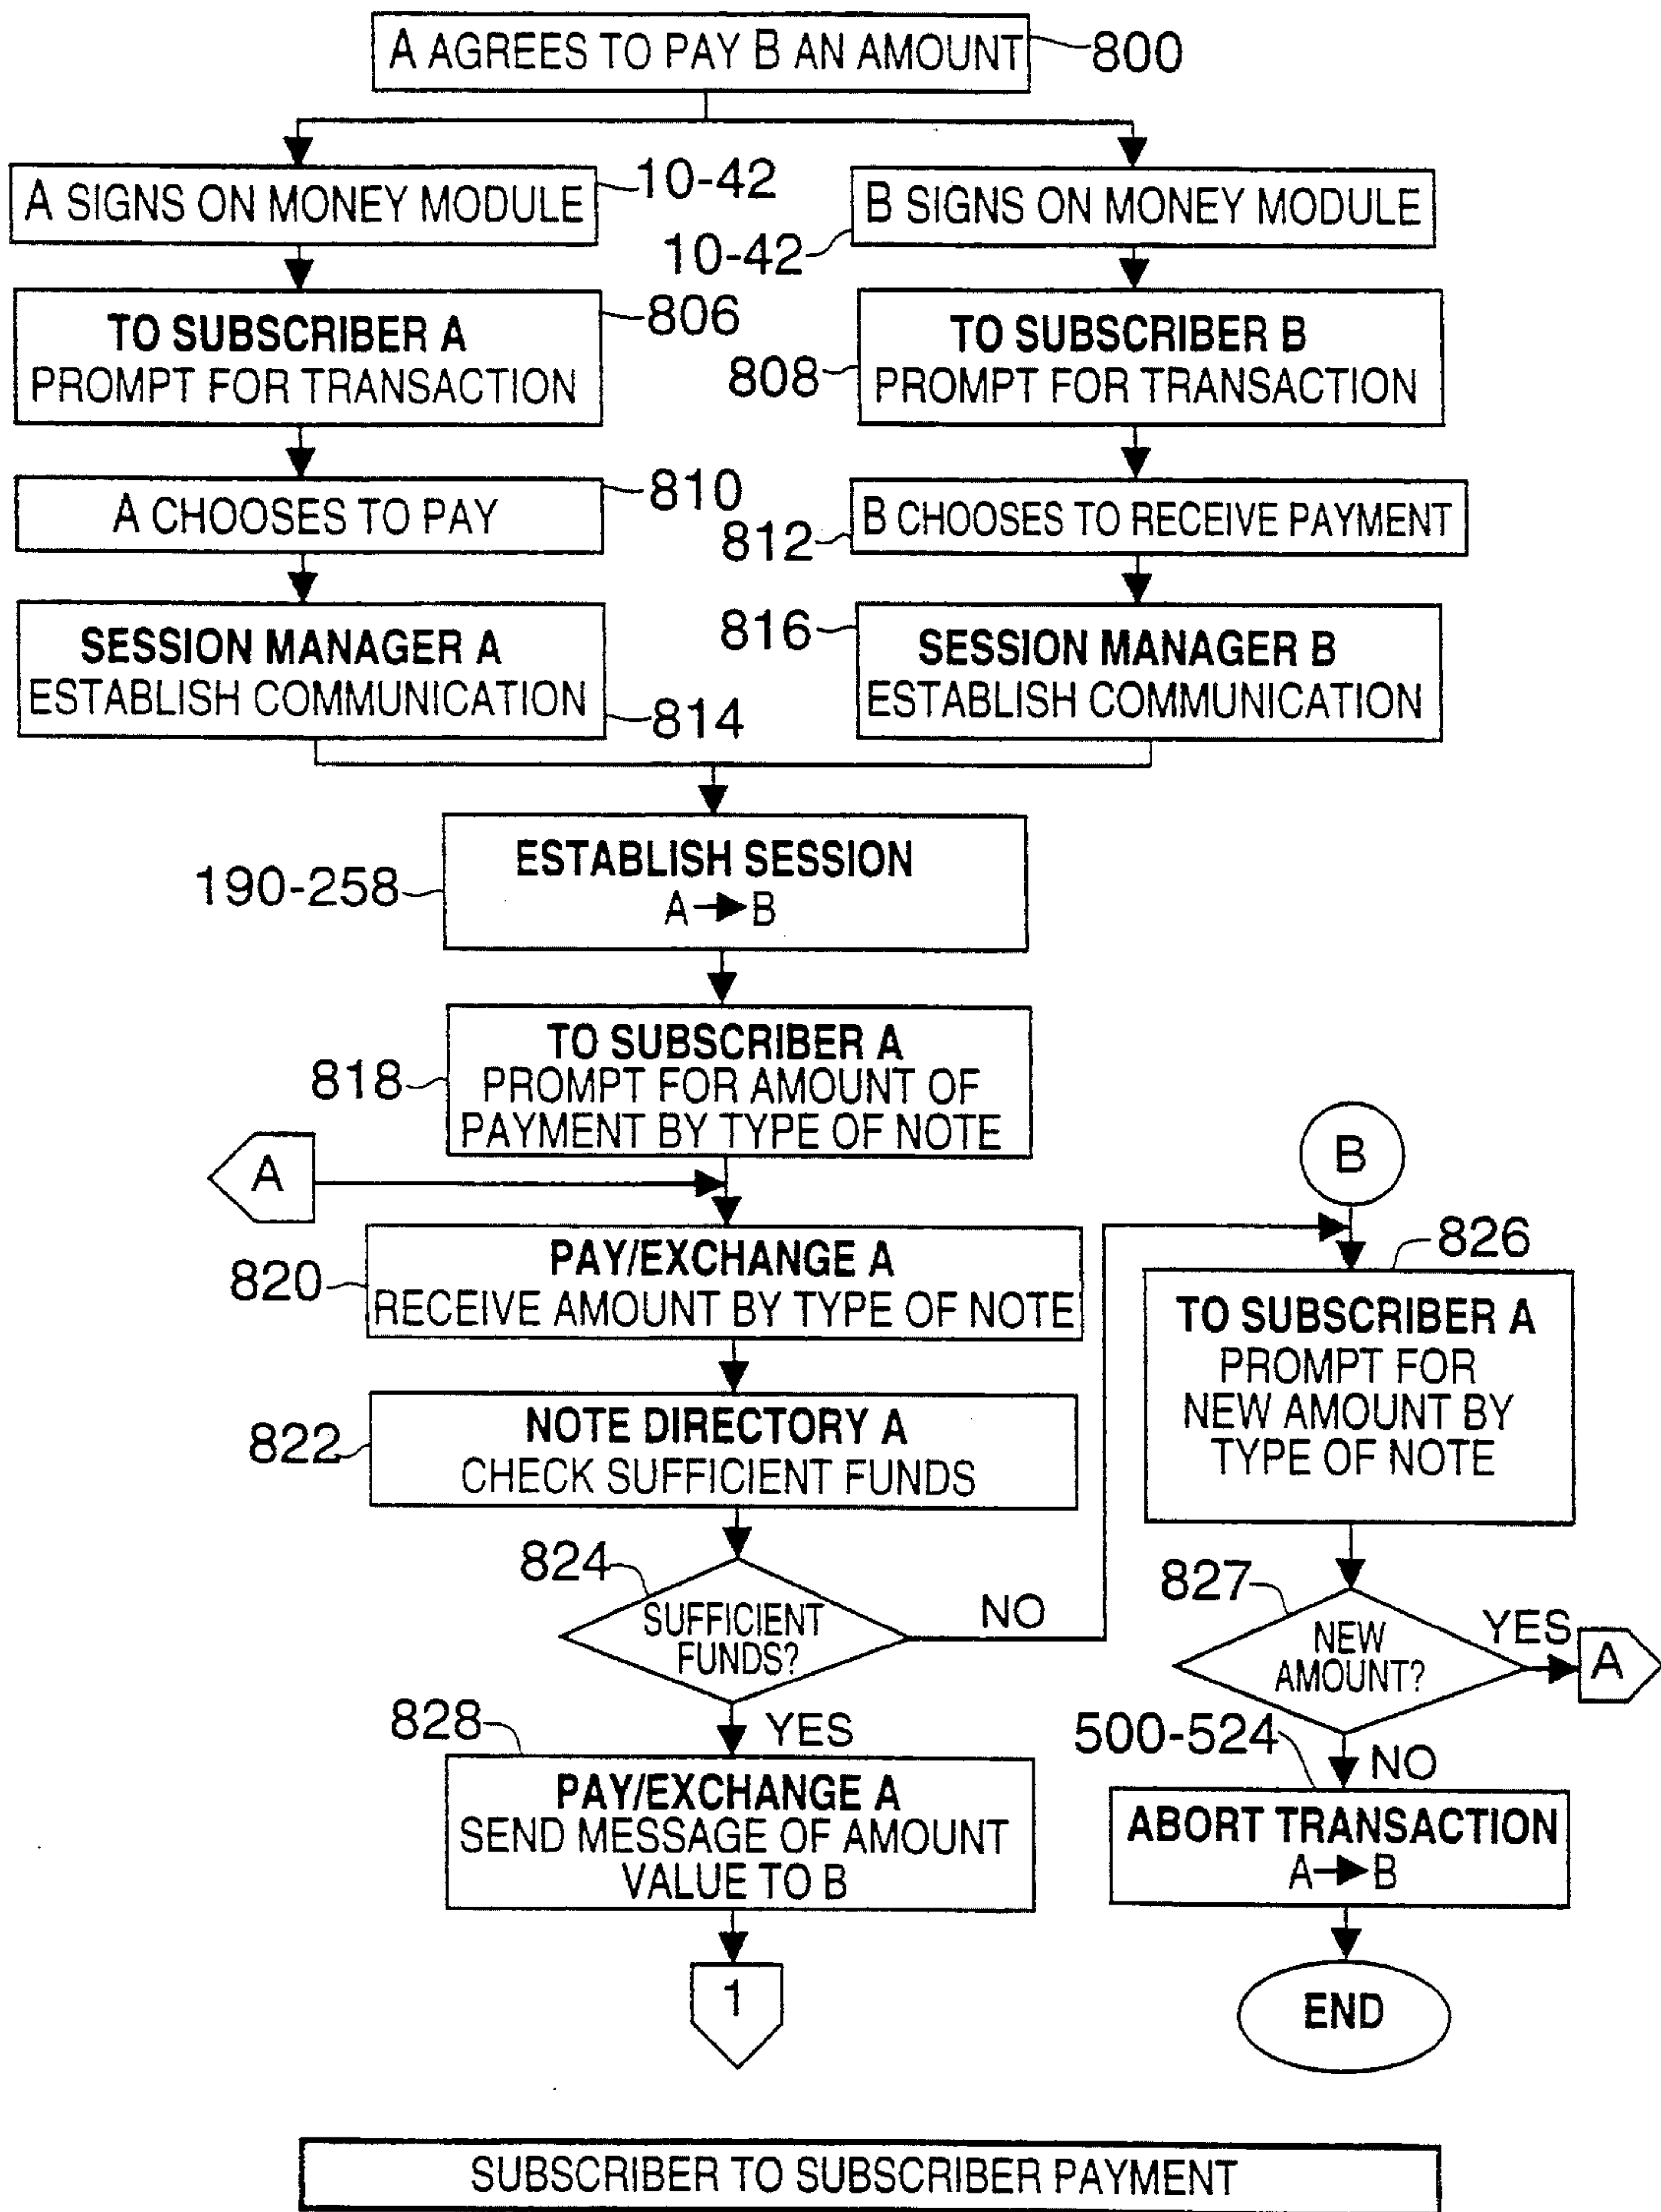 A AGREES TO PAY B AN AMOUNT
800
A SIGNS ON MONEY MODULE
10-42
B SIGNS ON MONEY MODULE
10-42
TO SUBSCRIBER A
PROMPT FOR TRANSACTION
806
TO SUBSCRIBER B
PROMPT FOR TRANSACTION
808
A CHOOSES TO PAY
810
B CHOOSES TO RECEIVE PAYMENT
812
SESSION MANAGER A
ESTABLISH COMMUNICATION
814
816
SESSION MANAGER B
ESTABLISH COMMUNICATION
190-258
ESTABLISH SESSION
A → B
818
TO SUBSCRIBER A
PROMPT FOR AMOUNT OF
PAYMENT BY TYPE OF NOTE
A
820
PAY/EXCHANGE A
RECEIVE AMOUNT BY TYPE OF NOTE
822
NOTE DIRECTORY A
CHECK SUFFICIENT FUNDS
824
SUFFICIENT
FUNDS?
NO
YES
828
PAY/EXCHANGE A
SEND MESSAGE OF AMOUNT
VALUE TO B
1
B
826
TO SUBSCRIBER A
PROMPT FOR
NEW AMOUNT BY
TYPE OF NOTE
827
NEW
AMOUNT?
YES
A
NO
500-524
ABORT TRANSACTION
A → B
END
SUBSCRIBER TO SUBSCRIBER PAYMENT